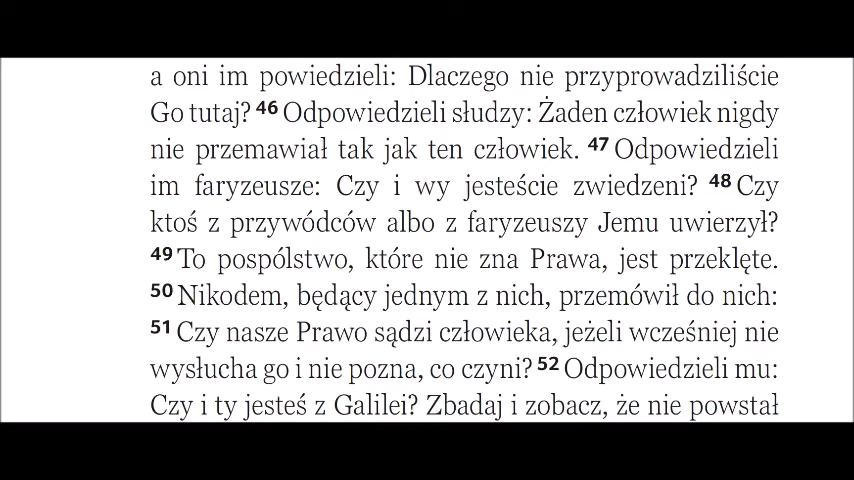 a oni im powiedzieli: Dlaczego nie przyprowadziliście
Go tutaj? 46 Odpowiedzieli słudzy: Żaden człowiek nigdy
nie przemawiał tak jak ten człowiek. 47 Odpowiedzieli
im faryzeusze: Czy i wy jesteście zwiedzeni? 48 Czy
ktoś z przywódców albo z faryzeuszy Jemu uwierzył?
49 To pospólstwo, które nie zna Prawa, jest przeklęte.
50 Nikodem, będący jednym z nich, przemówił do nich:
51 Czy nasze Prawo sądzi człowieka, jeżeli wcześniej nie
wysłucha go i nie pozna, co czyni? 52 Odpowiedzieli mu:
Czy i ty jesteś z Galilei? Zbadaj i zobacz, że nie powstał